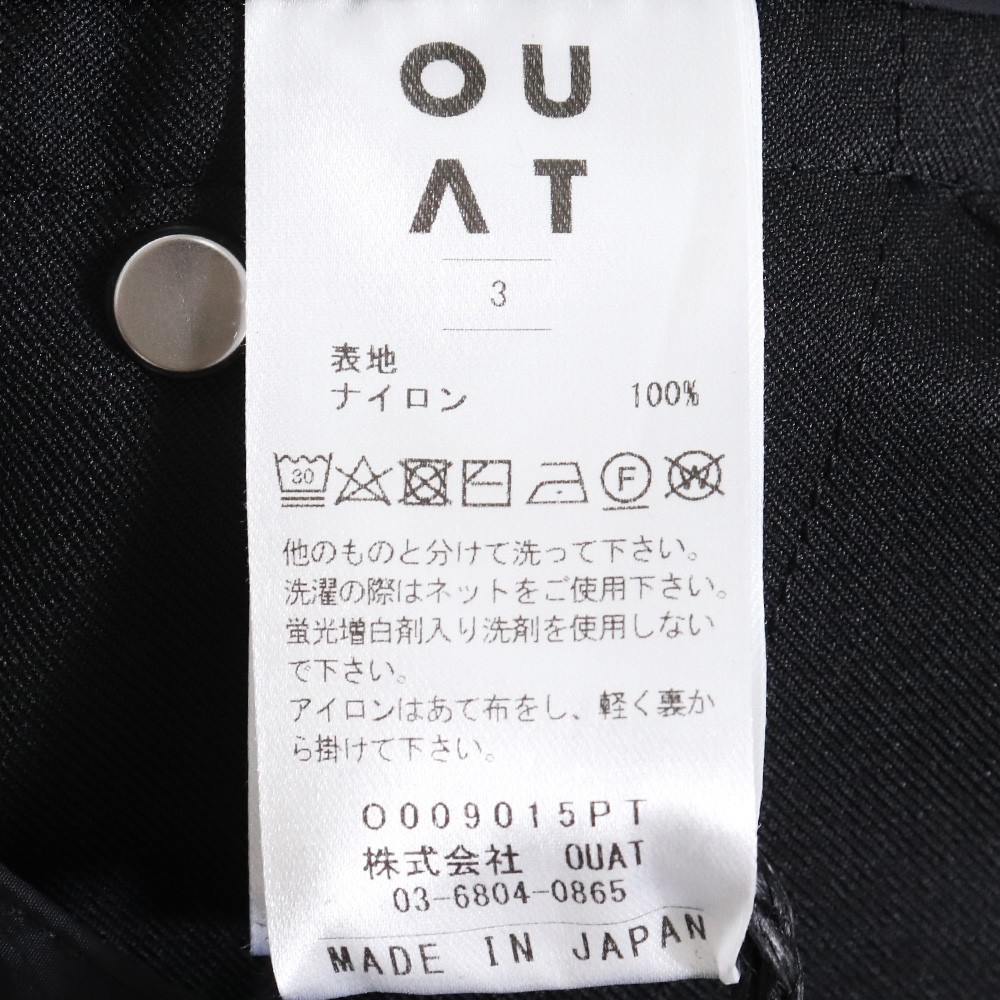 OU
AT
3
表地
ナイロン 100%
30 F W
他のものと分けて洗って下さい。
洗濯の際はネットをご使用下さい。
蛍光増白剤入り洗剤を使用しない
で下さい。
アイロンはあて布をし、軽く裏か
ら掛けて下さい。
O009015PT
株式会社 OUAT
03-6804-0865
MADE IN JAPAN